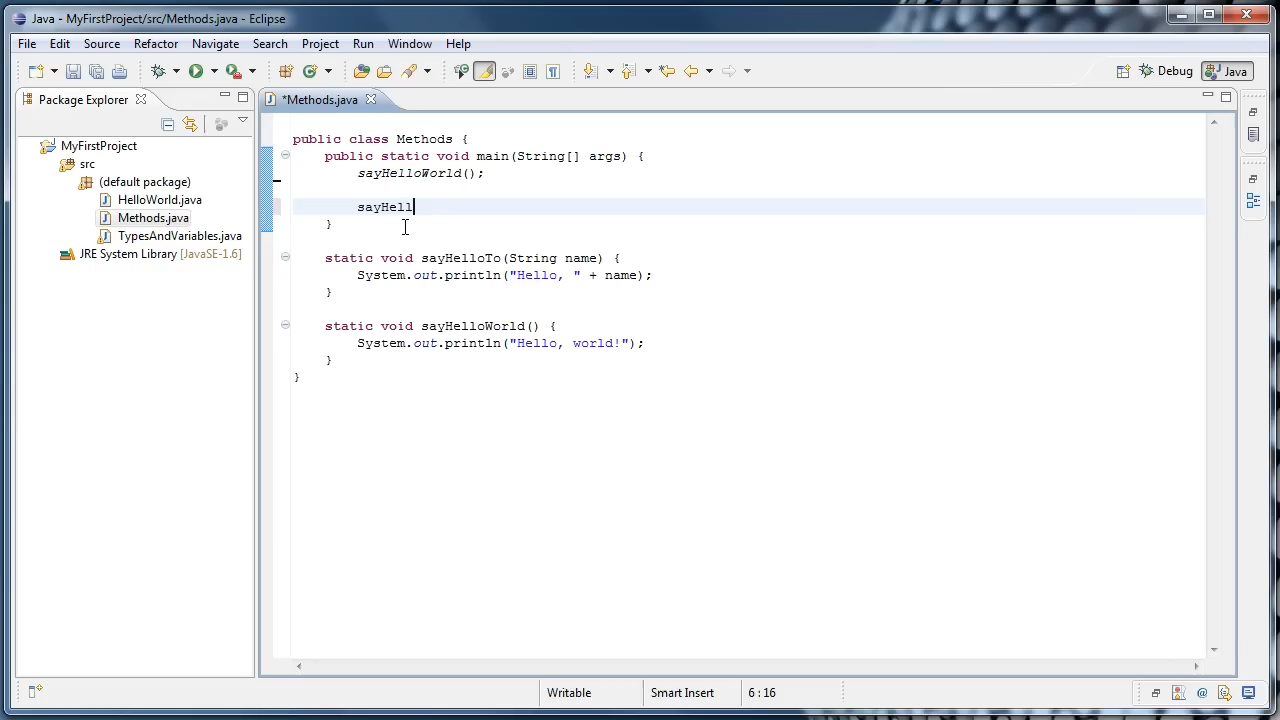 Java - MyFirstProject/src/Methods.java - Eclipse
File Edit Source Refactor Navigate Search Project Run Window Help
Debug Java
Package Explorer
*Methods.java
MyFirstProject
src
(default package)
HelloWorld.java
Methods.java
TypesAndVariables.java
JRE System Library [JavaSE-1.6]
public class Methods {
public static void main(String[] args) {
sayHelloWorld();
sayHell
}
static void sayHelloTo(String name) {
System.out.println("Hello, " + name);
}
static void sayHelloWorld() {
System.out.println("Hello, world!");
}
}
Writable Smart Insert 6 : 16